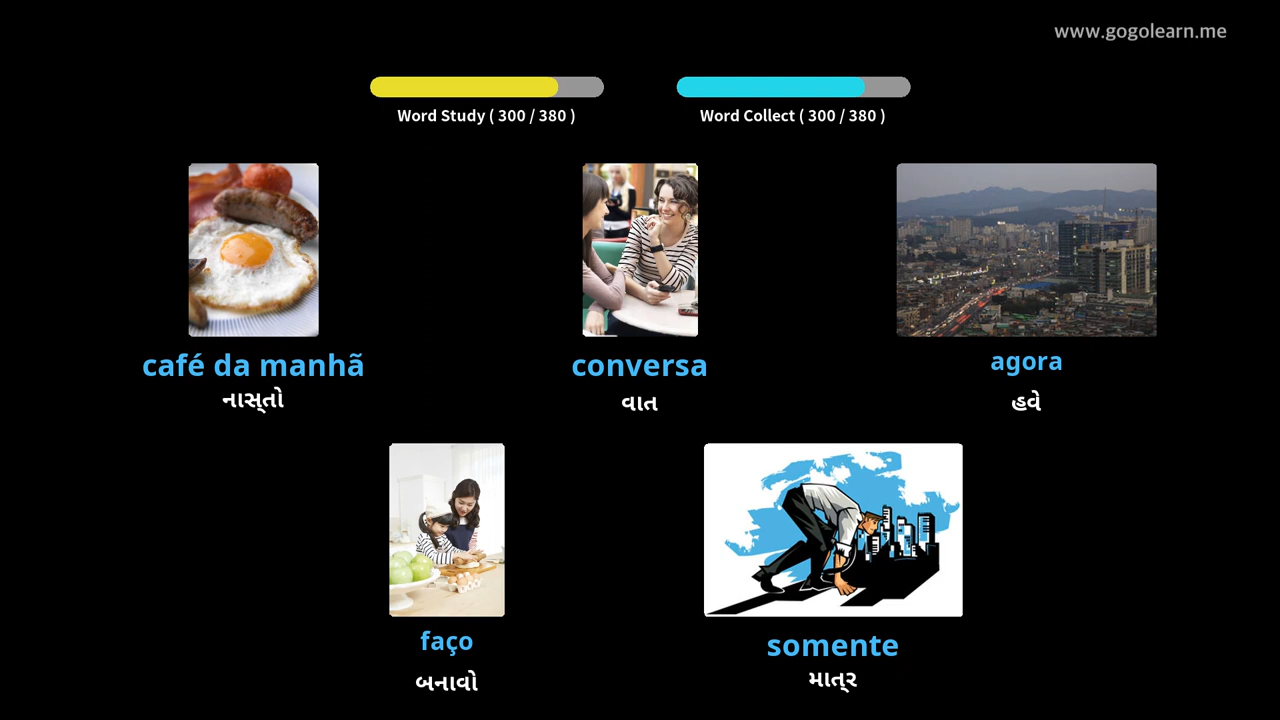 www.gogolearn.me
Word Study ( 300 / 380 )
Word Collect ( 300 / 380 )
café da manhã
નાસ્તો
conversa
વાત
agora
હવે
faço
બનાવો
somente
માત્ર